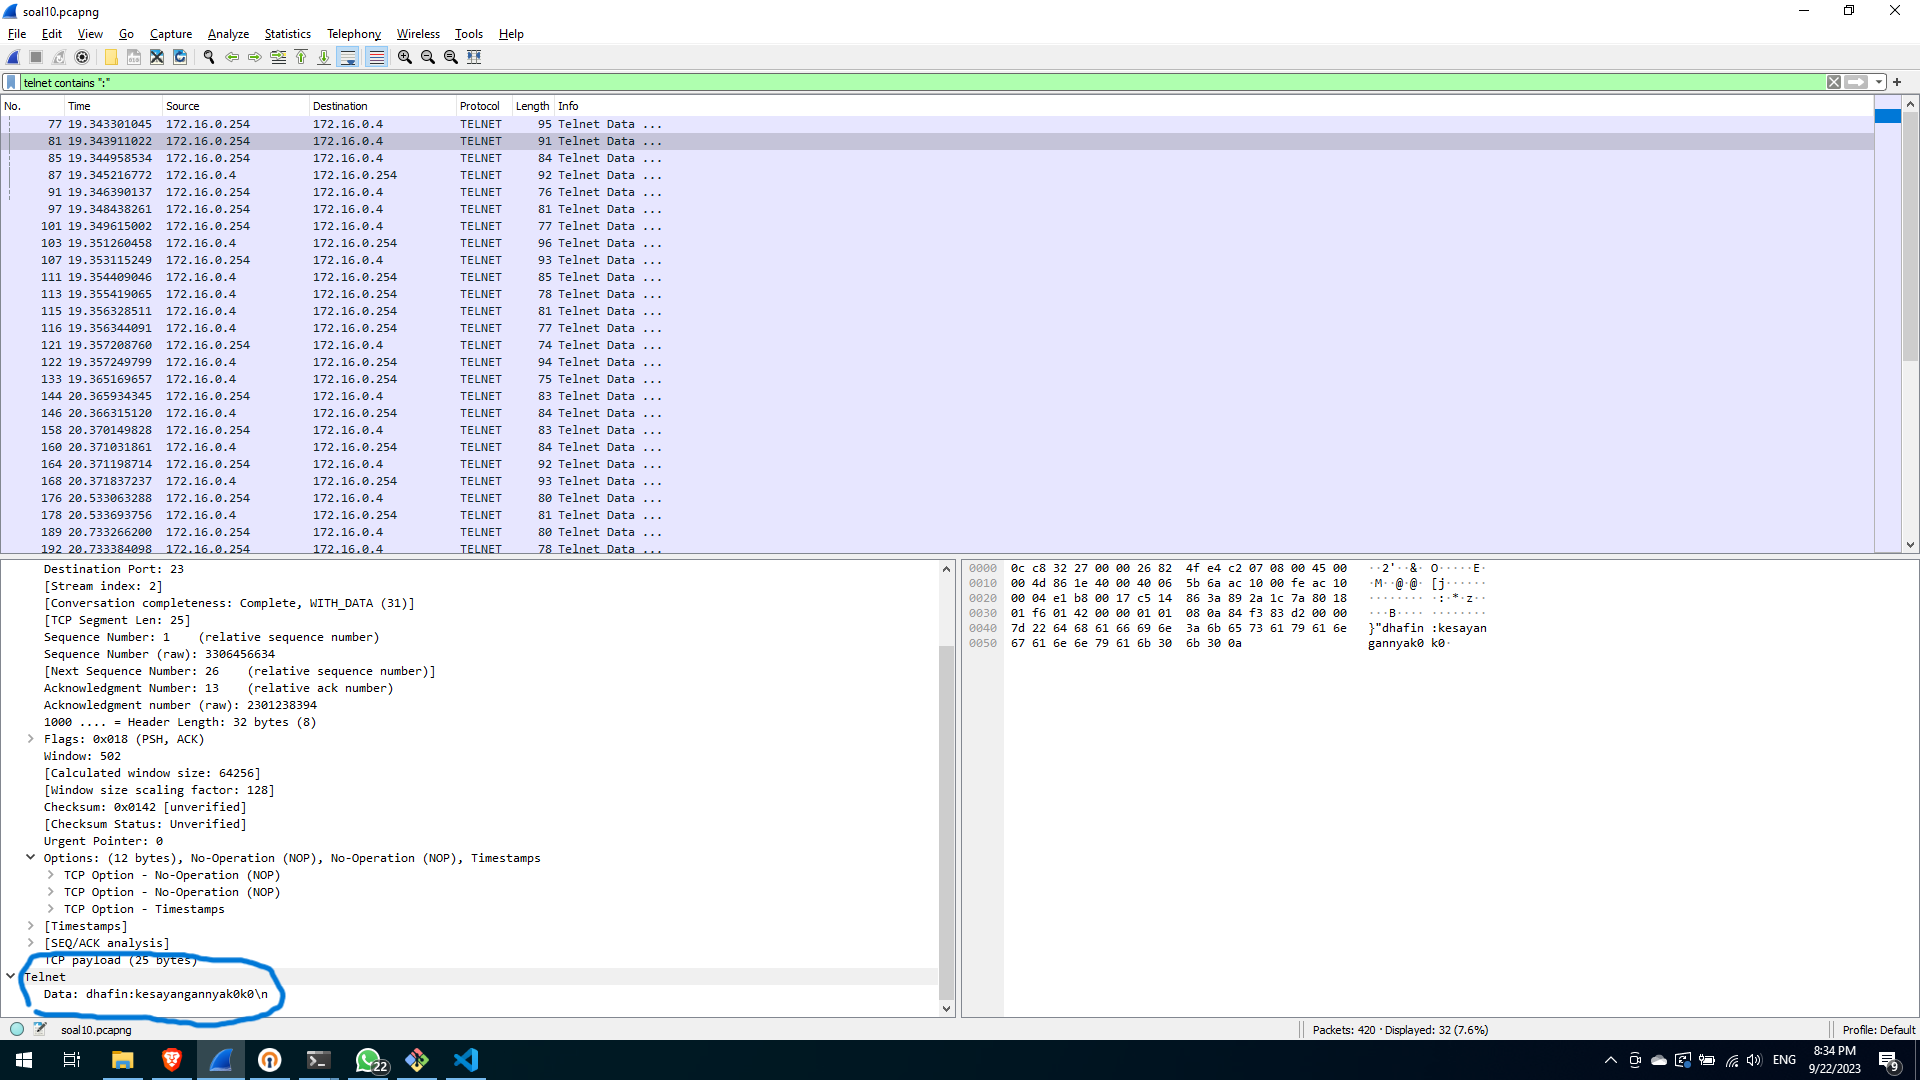 soal10.pcapng
File Edit View Go Capture Analyze Statistics Telephony Wireless Tools Help
telnet contains ":"
No. Time Source Destination Protocol Length Info
77 19.343301045 172.16.0.254 172.16.0.4 TELNET 95 Telnet Data ...
81 19.343911022 172.16.0.254 172.16.0.4 TELNET 91 Telnet Data ...
85 19.344958534 172.16.0.254 172.16.0.4 TELNET 84 Telnet Data ...
87 19.345216772 172.16.0.4 172.16.0.254 TELNET 92 Telnet Data ...
91 19.346390137 172.16.0.254 172.16.0.4 TELNET 76 Telnet Data ...
97 19.348438261 172.16.0.254 172.16.0.4 TELNET 81 Telnet Data ...
101 19.349615002 172.16.0.254 172.16.0.4 TELNET 77 Telnet Data ...
103 19.351260458 172.16.0.4 172.16.0.254 TELNET 96 Telnet Data ...
107 19.353115249 172.16.0.4 172.16.0.254 TELNET 93 Telnet Data ...
111 19.354409046 172.16.0.4 172.16.0.254 TELNET 85 Telnet Data ...
113 19.355419065 172.16.0.4 172.16.0.254 TELNET 78 Telnet Data ...
115 19.356328511 172.16.0.4 172.16.0.254 TELNET 81 Telnet Data ...
116 19.356344091 172.16.0.4 172.16.0.254 TELNET 77 Telnet Data ...
121 19.357208760 172.16.0.254 172.16.0.4 TELNET 74 Telnet Data ...
122 19.357249799 172.16.0.4 172.16.0.254 TELNET 94 Telnet Data ...
133 19.365169657 172.16.0.4 172.16.0.254 TELNET 75 Telnet Data ...
144 20.365934345 172.16.0.254 172.16.0.4 TELNET 83 Telnet Data ...
146 20.366315120 172.16.0.4 172.16.0.254 TELNET 84 Telnet Data ...
158 20.370149828 172.16.0.254 172.16.0.4 TELNET 83 Telnet Data ...
160 20.371031861 172.16.0.4 172.16.0.254 TELNET 84 Telnet Data ...
164 20.371198714 172.16.0.254 172.16.0.4 TELNET 92 Telnet Data ...
168 20.371837237 172.16.0.4 172.16.0.254 TELNET 93 Telnet Data ...
176 20.533063288 172.16.0.254 172.16.0.4 TELNET 80 Telnet Data ...
178 20.533693756 172.16.0.4 172.16.0.254 TELNET 81 Telnet Data ...
189 20.733266200 172.16.0.254 172.16.0.4 TELNET 80 Telnet Data ...
192 20.733384098 172.16.0.254 172.16.0.4 TELNET 78 Telnet Data ...
Destination Port: 23
[Stream index: 2]
[Conversation completeness: Complete, WITH_DATA (31)]
[TCP Segment Len: 25]
Sequence Number: 1 (relative sequence number)
Sequence Number (raw): 3306456634
[Next Sequence Number: 26 (relative sequence number)]
Acknowledgment Number: 13 (relative ack number)
Acknowledgment number (raw): 2301238394
1000 .... = Header Length: 32 bytes (8)
Flags: 0x018 (PSH, ACK)
Window: 502
[Calculated window size: 64256]
[Window size scaling factor: 128]
Checksum: 0x0142 [unverified]
[Checksum Status: Unverified]
Urgent Pointer: 0
Options: (12 bytes), No-Operation (NOP), No-Operation (NOP), Timestamps
TCP Option - No-Operation (NOP)
TCP Option - No-Operation (NOP)
TCP Option - Timestamps
[Timestamps]
[SEQ/ACK analysis]
TCP payload (25 bytes)
Telnet
Data: dhafin:kesayangannyak0k0\n
0000 0c c8 32 27 00 00 26 82 4f e4 c2 07 08 00 45 00 ··2'··&· O·····E·
0010 00 4d 86 1e 40 00 40 06 5b 6a ac 10 00 fe ac 10 ·M··@·@· [j······
0020 00 04 e1 b8 00 17 c5 14 86 3a 89 2a 1c 7a 80 18 ········ ·:·*·z··
0030 01 f6 01 42 00 00 01 01 08 0a 84 f3 83 d2 00 00 ···B···· ········
0040 7d 22 64 68 61 66 69 6e 3a 6b 65 73 61 79 61 6e }"dhafin :kesayan
0050 67 61 6e 6e 79 61 6b 30 6b 30 0a gannyak0 k0·
soal10.pcapng Packets: 420 · Displayed: 32 (7.6%) Profile: Default
22 ENG 8:34 PM 9
9/22/2023